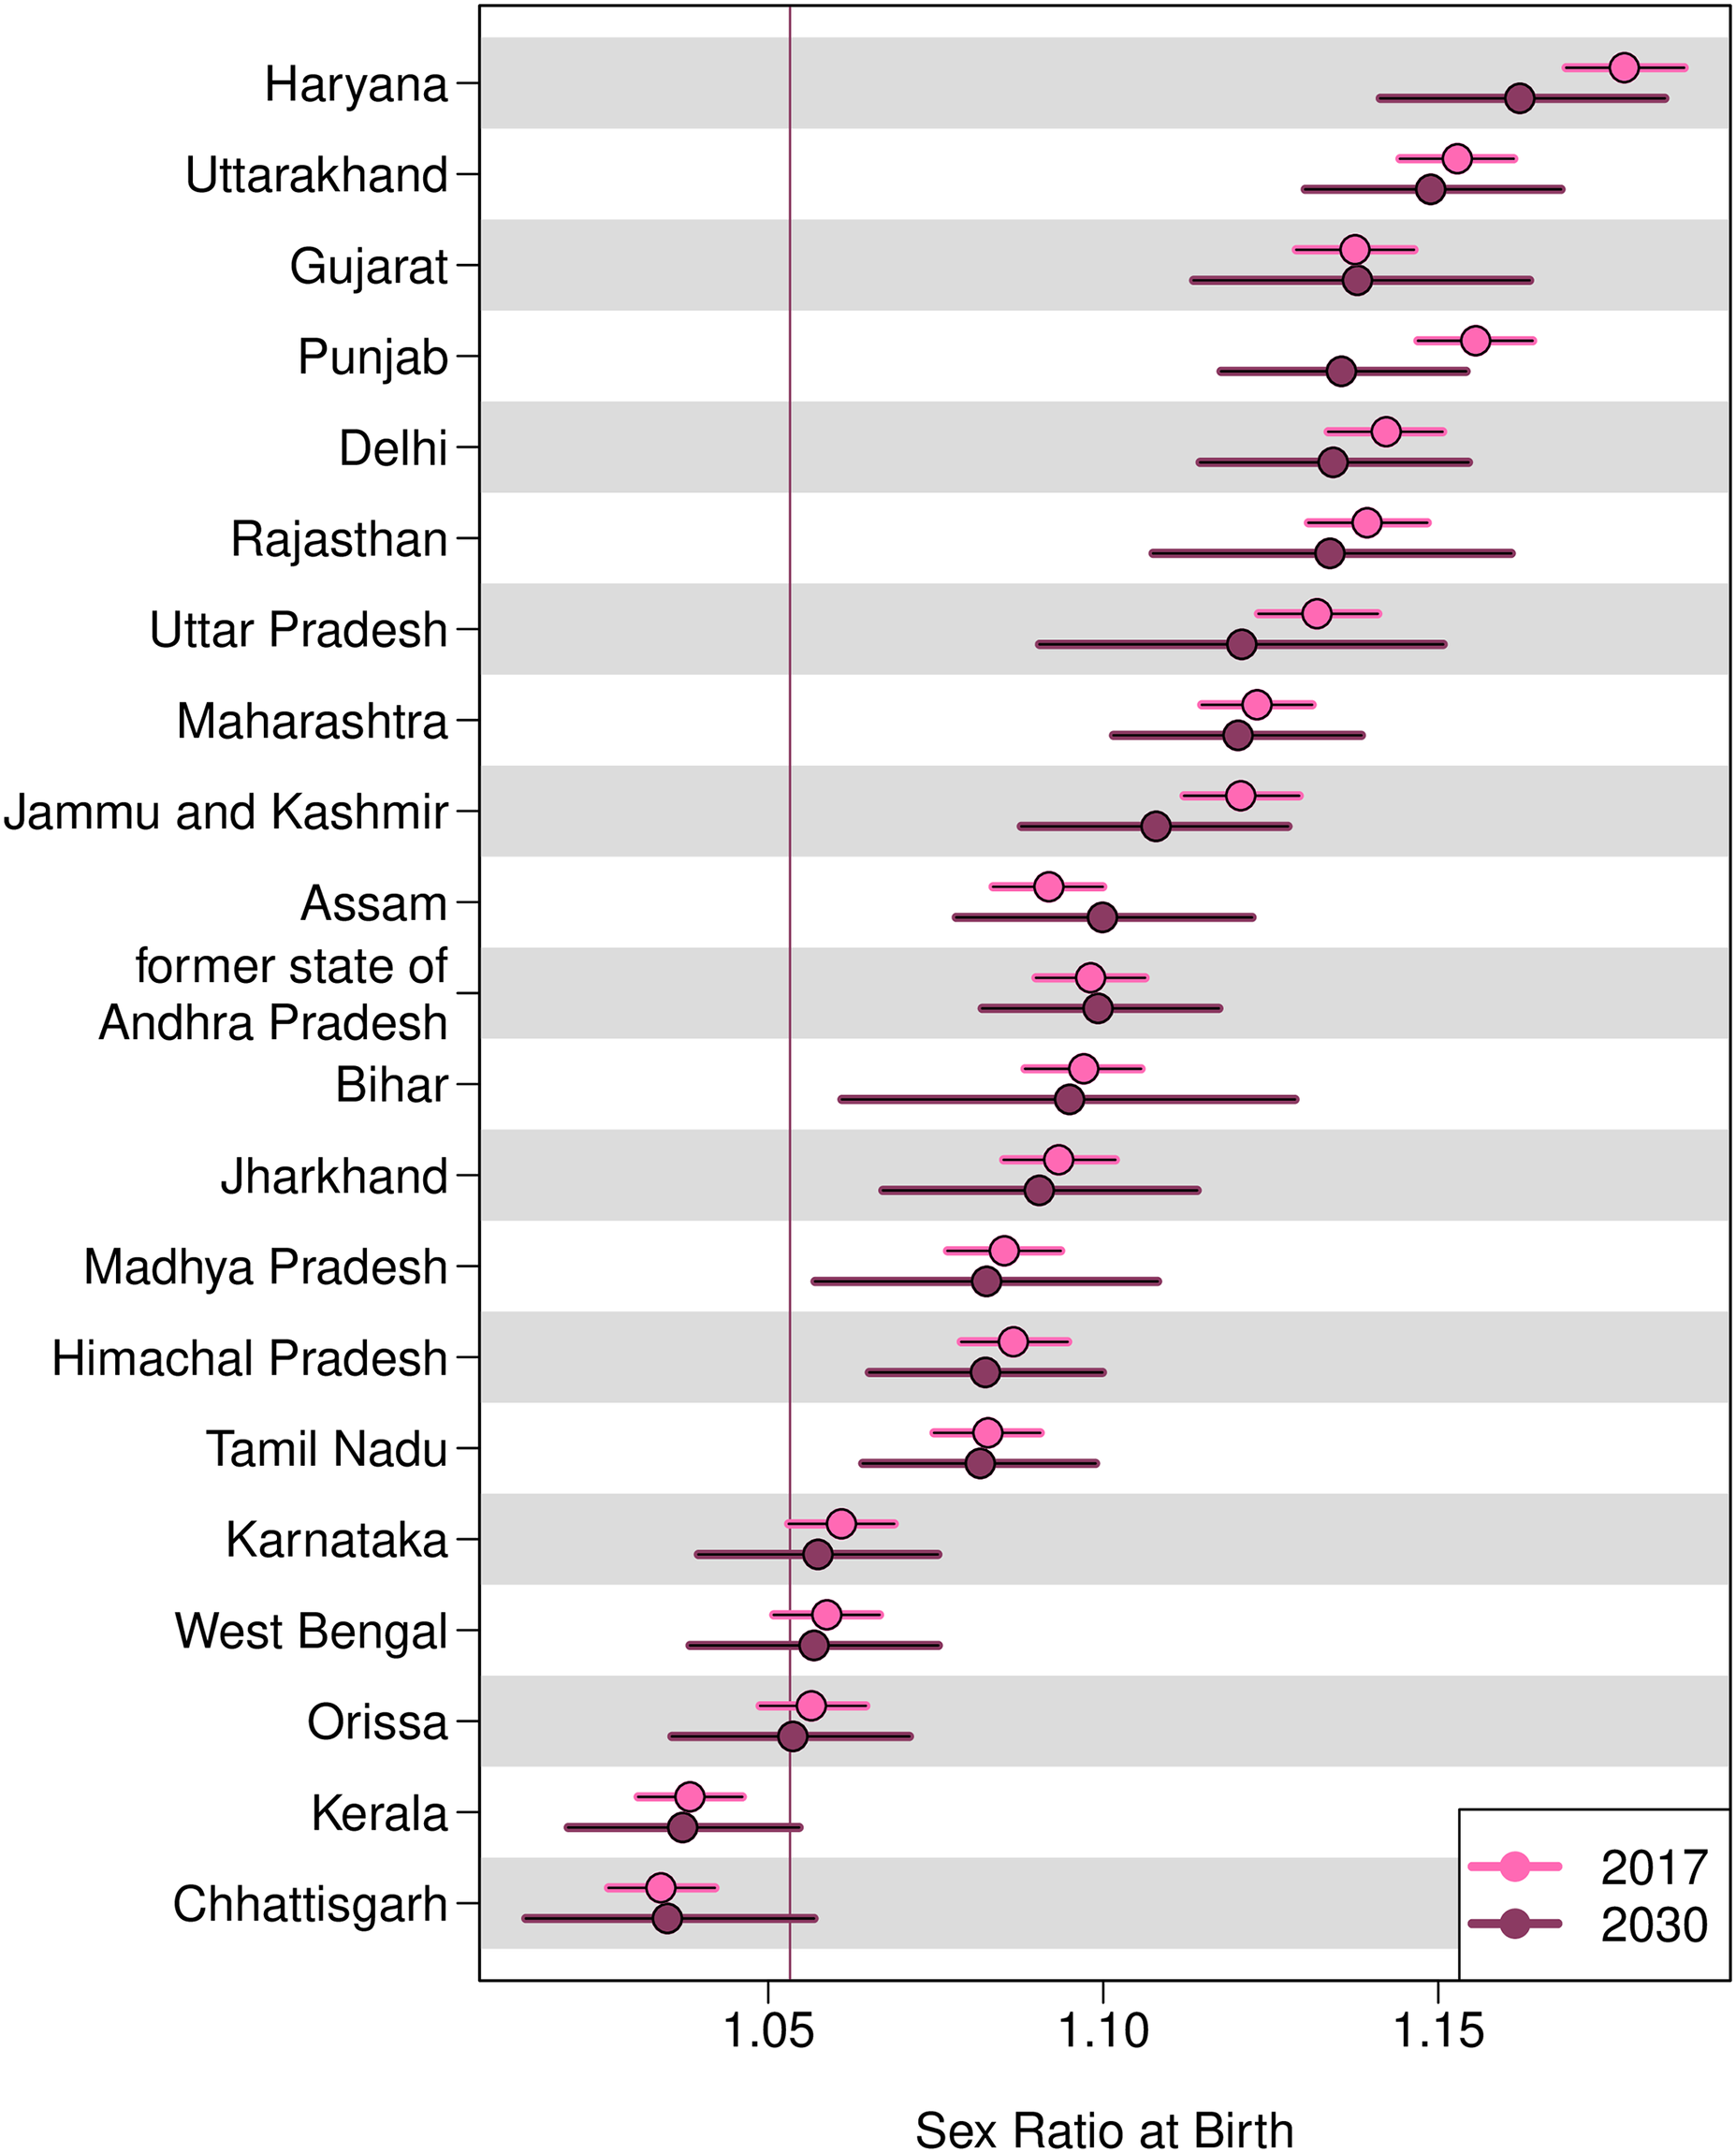 Haryana
Uttarakhand
Gujarat
Punjab
Delhi
Rajasthan
Uttar Pradesh
Maharashtra
Jammu and Kashmir
Assam
former state of
Andhra Pradesh
Bihar
Jharkhand
Madhya Pradesh
Himachal Pradesh
Tamil Nadu
Karnataka
West Bengal
Orissa
Kerala
Chhattisgarh
2017
2030
1.05 1.10 1.15
Sex Ratio at Birth